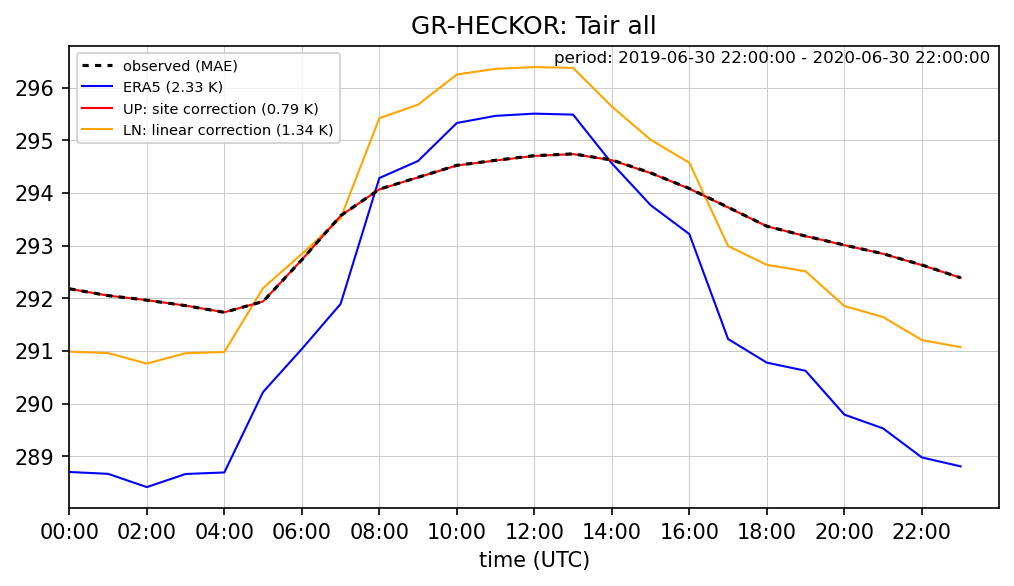 GR-HECKOR: Tair all
period: 2019-06-30 22:00:00 - 2020-06-30 22:00:00
observed (MAE)
ERA5 (2.33 K)
UP: site correction (0.79 K)
LN: linear correction (1.34 K)
296
295
294
293
292
291
290
289
00:00 02:00 04:00 06:00 08:00 10:00 12:00 14:00 16:00 18:00 20:00 22:00
time (UTC)